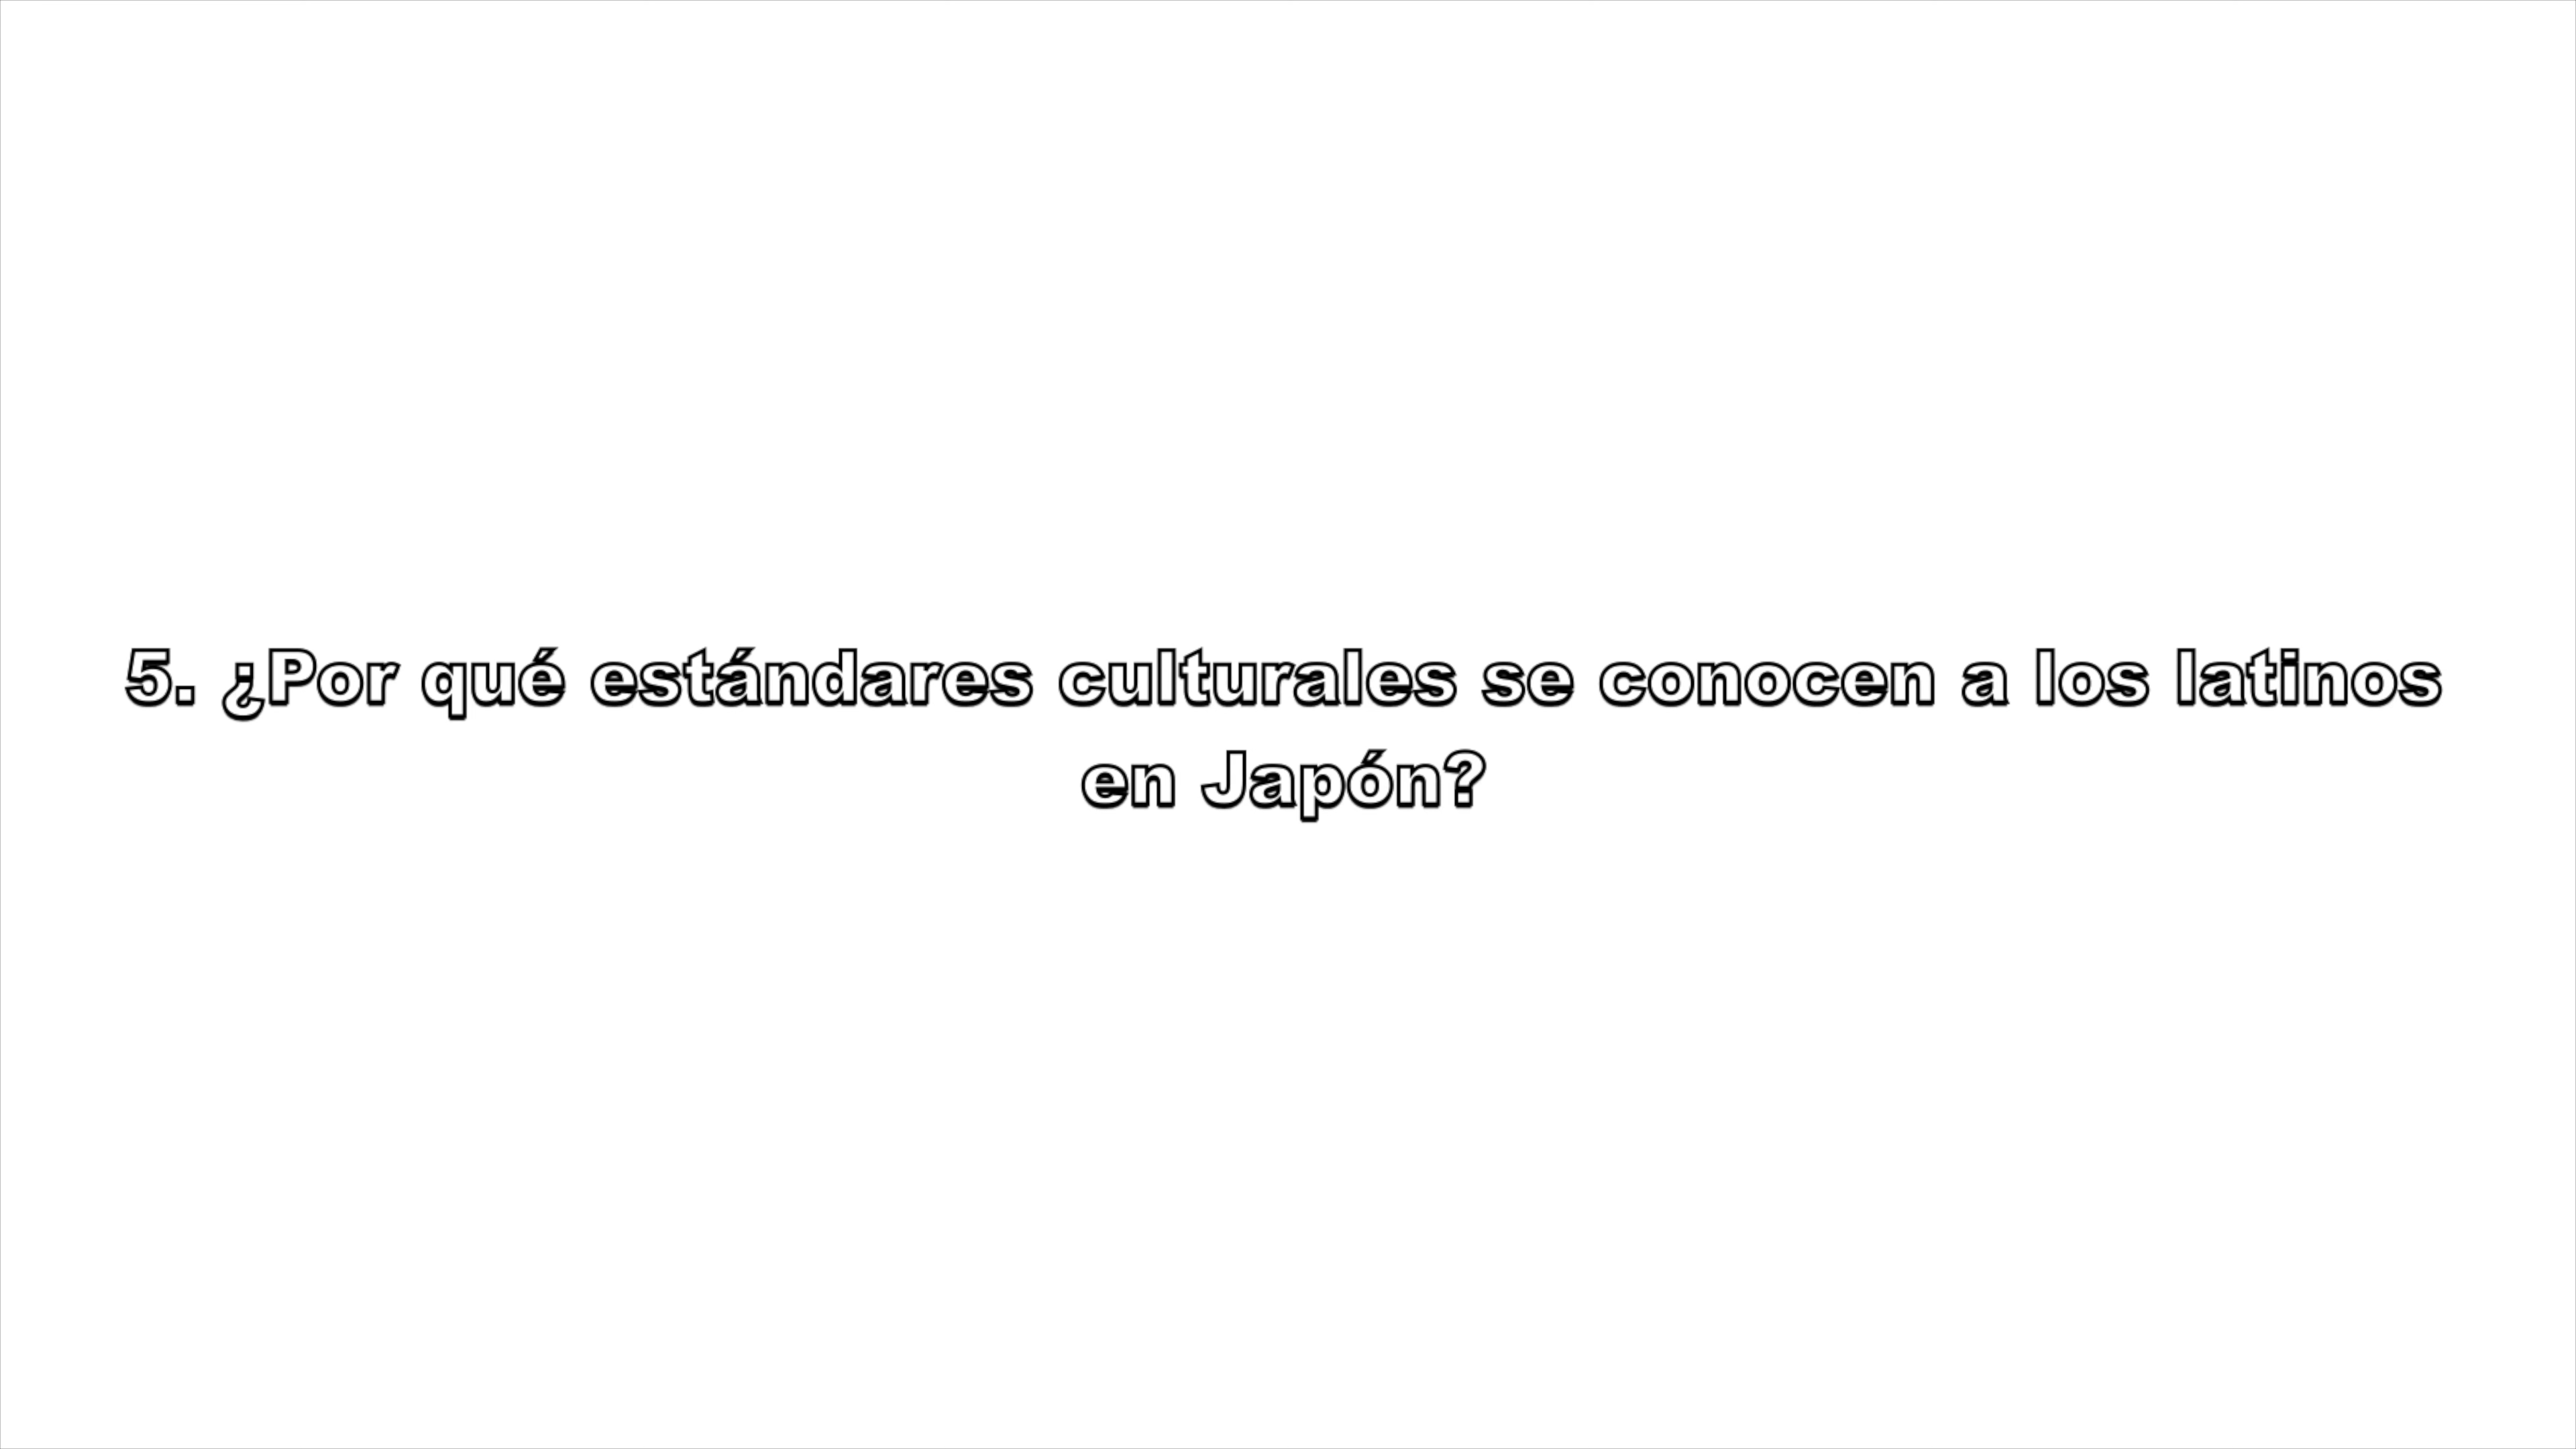 5. ¿Por qué estándares culturales se conocen a los latinos
en Japón?